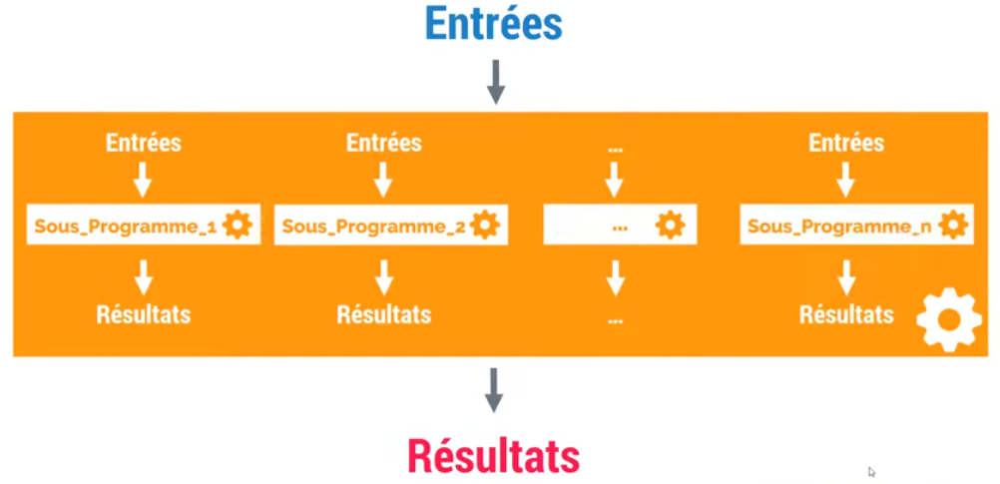 Entrées
Entrées Entrées ... Entrées
Sous_Programme_1 Sous_Programme_2 ... Sous_Programme_n
Résultats Résultats ... Résultats
Résultats